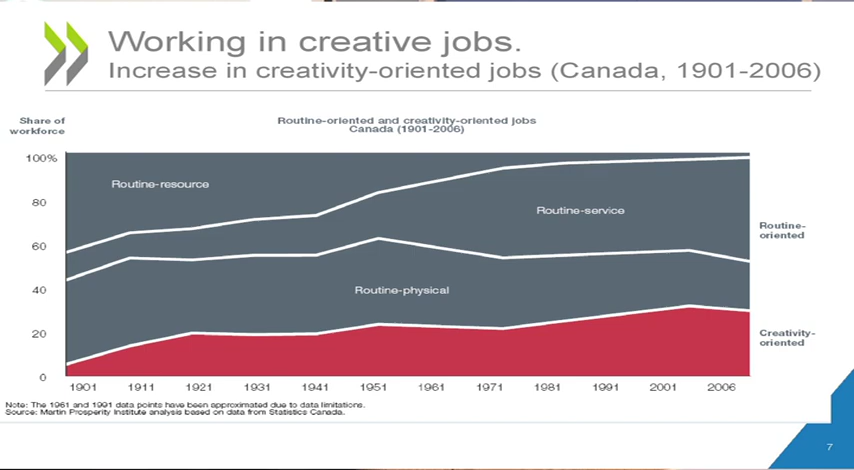 Working in creative jobs.
Increase in creativity-oriented jobs (Canada, 1901-2006)
Share of
workforce
Routine-oriented and creativity-oriented jobs
Canada (1901-2006)
100%
80
60
40
20
0
Routine-resource
Routine-service
Routine-physical
Routine-
oriented
Creativity-
oriented
1901 1911 1921 1931 1941 1951 1961 1971 1981 1991 2001 2006
Note: The 1961 and 1991 data points have been approximated due to data limitations.
Source: Martin Prosperity Institute analysis based on data from Statistics Canada.
7